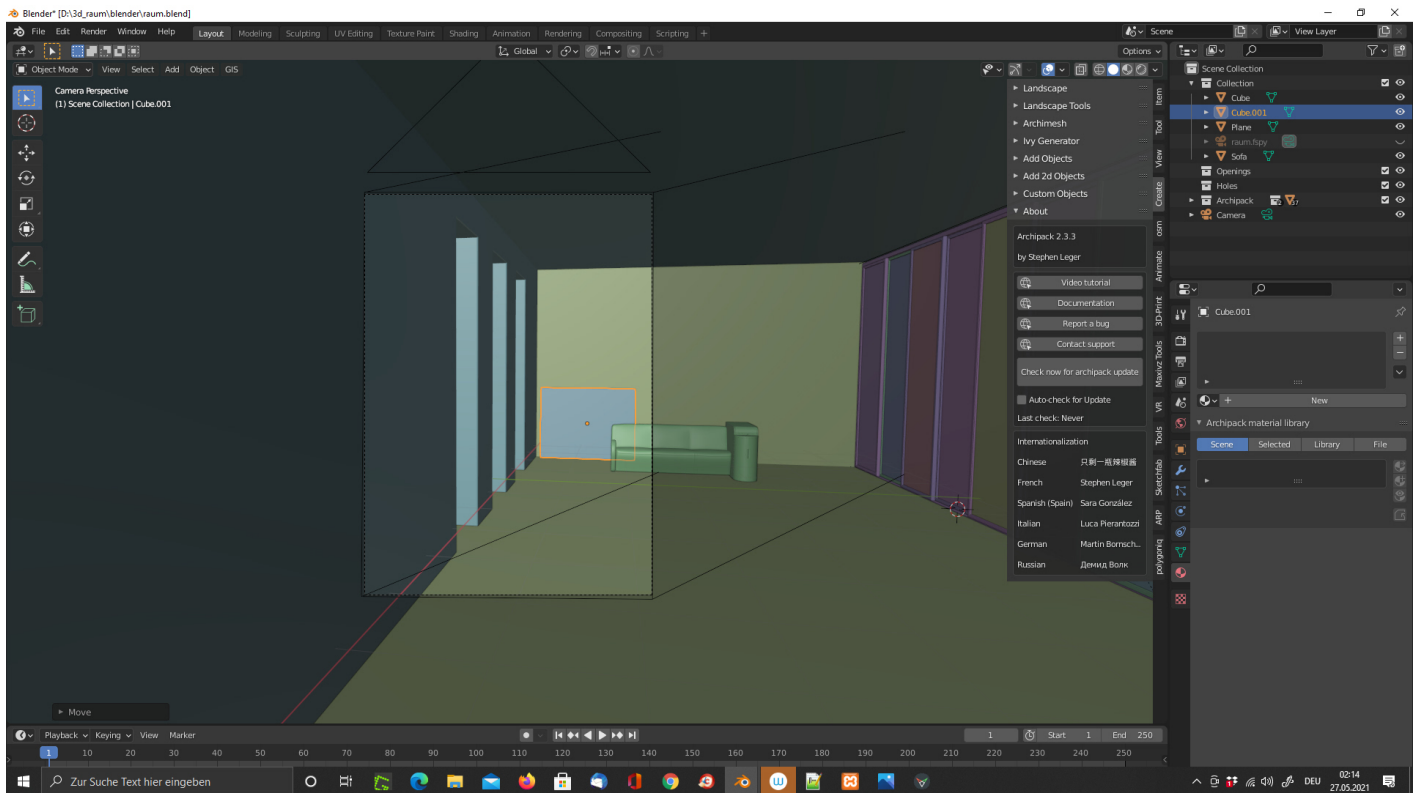 Blender* [D:\3d_raum\blender\raum.blend]
File Edit Render Window Help Layout Modeling Sculpting UV Editing Texture Paint Shading Animation Rendering Compositing Scripting + Scene View Layer
Global Options
Object Mode View Select Add Object GIS
Camera Perspective
(1) Scene Collection | Cube.001
Landscape
Landscape Tools
Archimesh
Ivy Generator
Add Objects
Add 2d Objects
Custom Objects
About
Archipack 2.3.3
by Stephen Leger
Video tutorial
Documentation
Report a bug
Contact support
Check now for archipack update
Auto-check for Update
Last check: Never
Internationalization
Chinese 只剩一瓶辣椒酱
French Stephen Leger
Spanish (Spain) Sara González
Italian Luca Pierantozzi
German Martin Bornsch...
Russian Демид Волк
Item
Tool
View
Create
osm
Animate
3D-Print
Maxivz Tools
VR
Tools
Sketchfab
ARP
polygoniq
Scene Collection
Collection
Cube
Cube.001
Plane
raum.fspy
Sofa
Openings
Holes
Archipack 2 37
Camera
Cube.001
New
Archipack material library
Scene Selected Library File
Move
Playback Keying View Marker 1 Start 1 End 250
1 10 20 30 40 50 60 70 80 90 100 110 120 130 140 150 160 170 180 190 200 210 220 230 240 250
Zur Suche Text hier eingeben DEU 02:14
27.05.2021